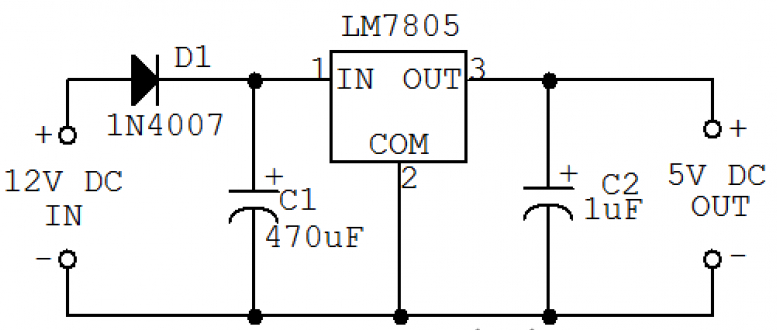 LM7805
D1
1 IN OUT 3
1N4007
COM
+
+
12V DC
IN
2
+
C1
470uF
+
C2
1uF
5V DC
OUT
-
-